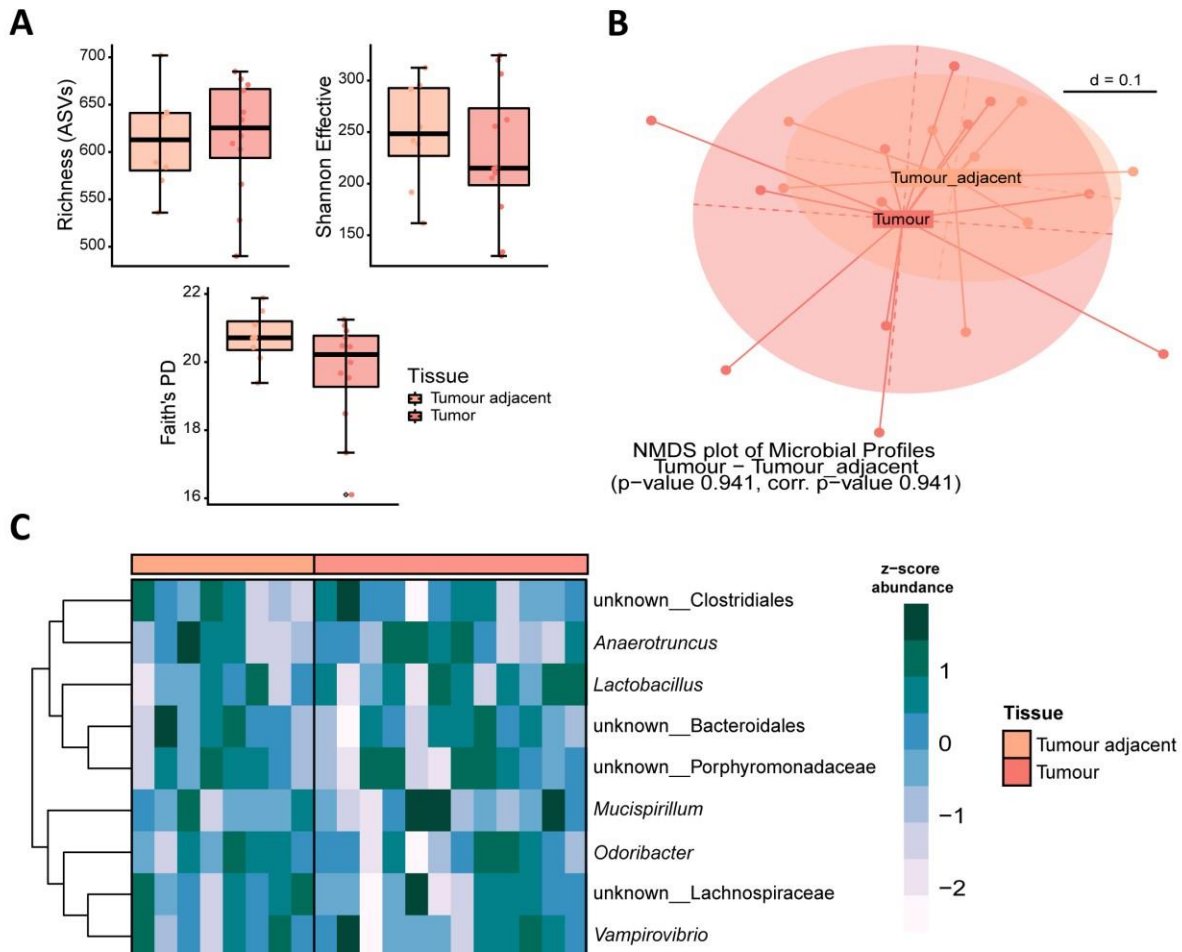 A
Richness (ASVs)
700
650
600
550
500
Shannon Effective
300
250
200
150
Faith's PD
22
20
18
16
Tissue
Tumour adjacent
Tumor
B
d = 0.1
Tumour_adjacent
Tumour
NMDS plot of Microbial Profiles
Tumour − Tumour_adjacent
(p−value 0.941, corr. p−value 0.941)
C
unknown__Clostridiales
Anaerotruncus
Lactobacillus
unknown__Bacteroidales
unknown__Porphyromonadaceae
Mucispirillum
Odoribacter
unknown__Lachnospiraceae
Vampirovibrio
z-score
abundance
1
0
−1
−2
Tissue
Tumour adjacent
Tumour